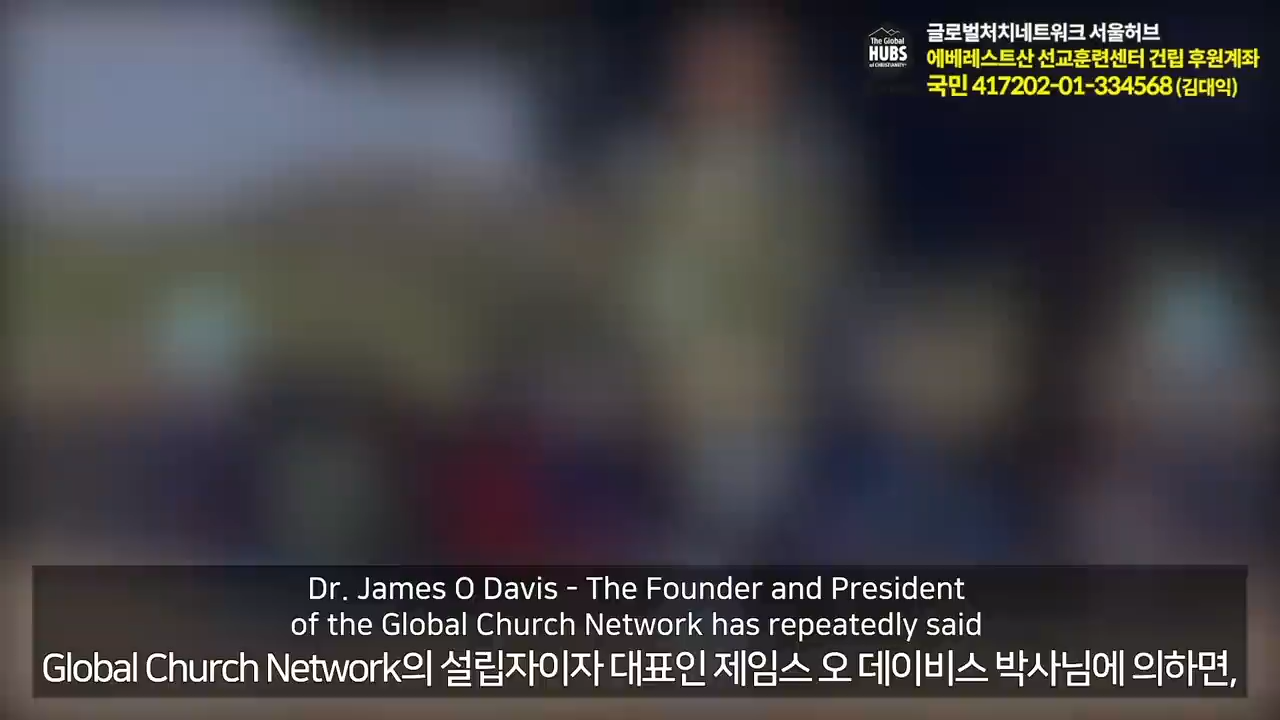 The Global
HUBS
of CHRISTIANITY
글로벌처치네트워크 서울허브
에베레스트산 선교훈련센터 건립 후원계좌
국민 417202-01-334568 (김대익)
Dr. James O Davis - The Founder and President
of the Global Church Network has repeatedly said
Global Church Network의 설립자이자 대표인 제임스 오 데이비스 박사님에 의하면,